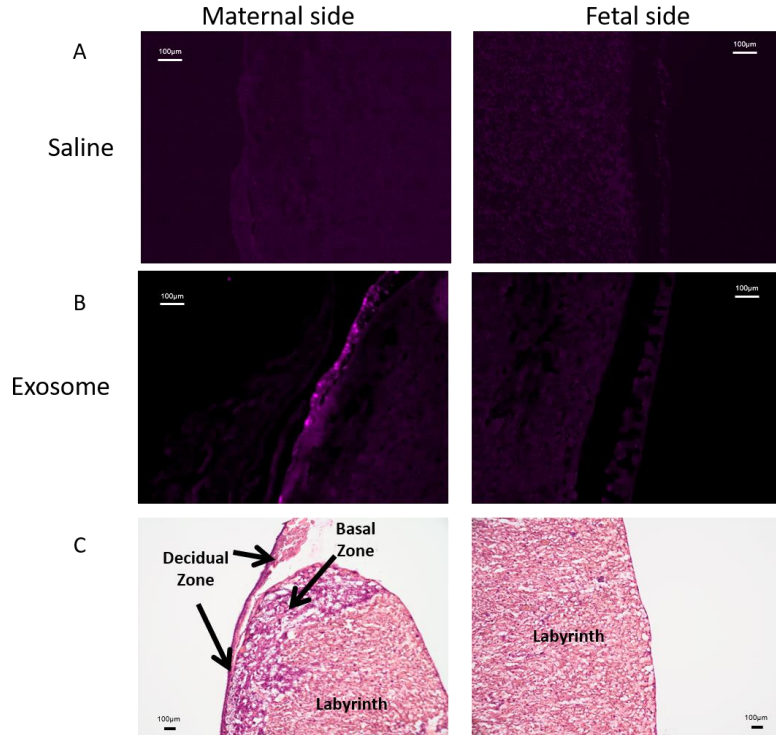 Maternal side
Fetal side
A
100µm
100µm
Saline
B
100µm
100µm
Exosome
C
Decidual
Zone
Basal
Zone
Labyrinth
Labyrinth
100µm
100µm